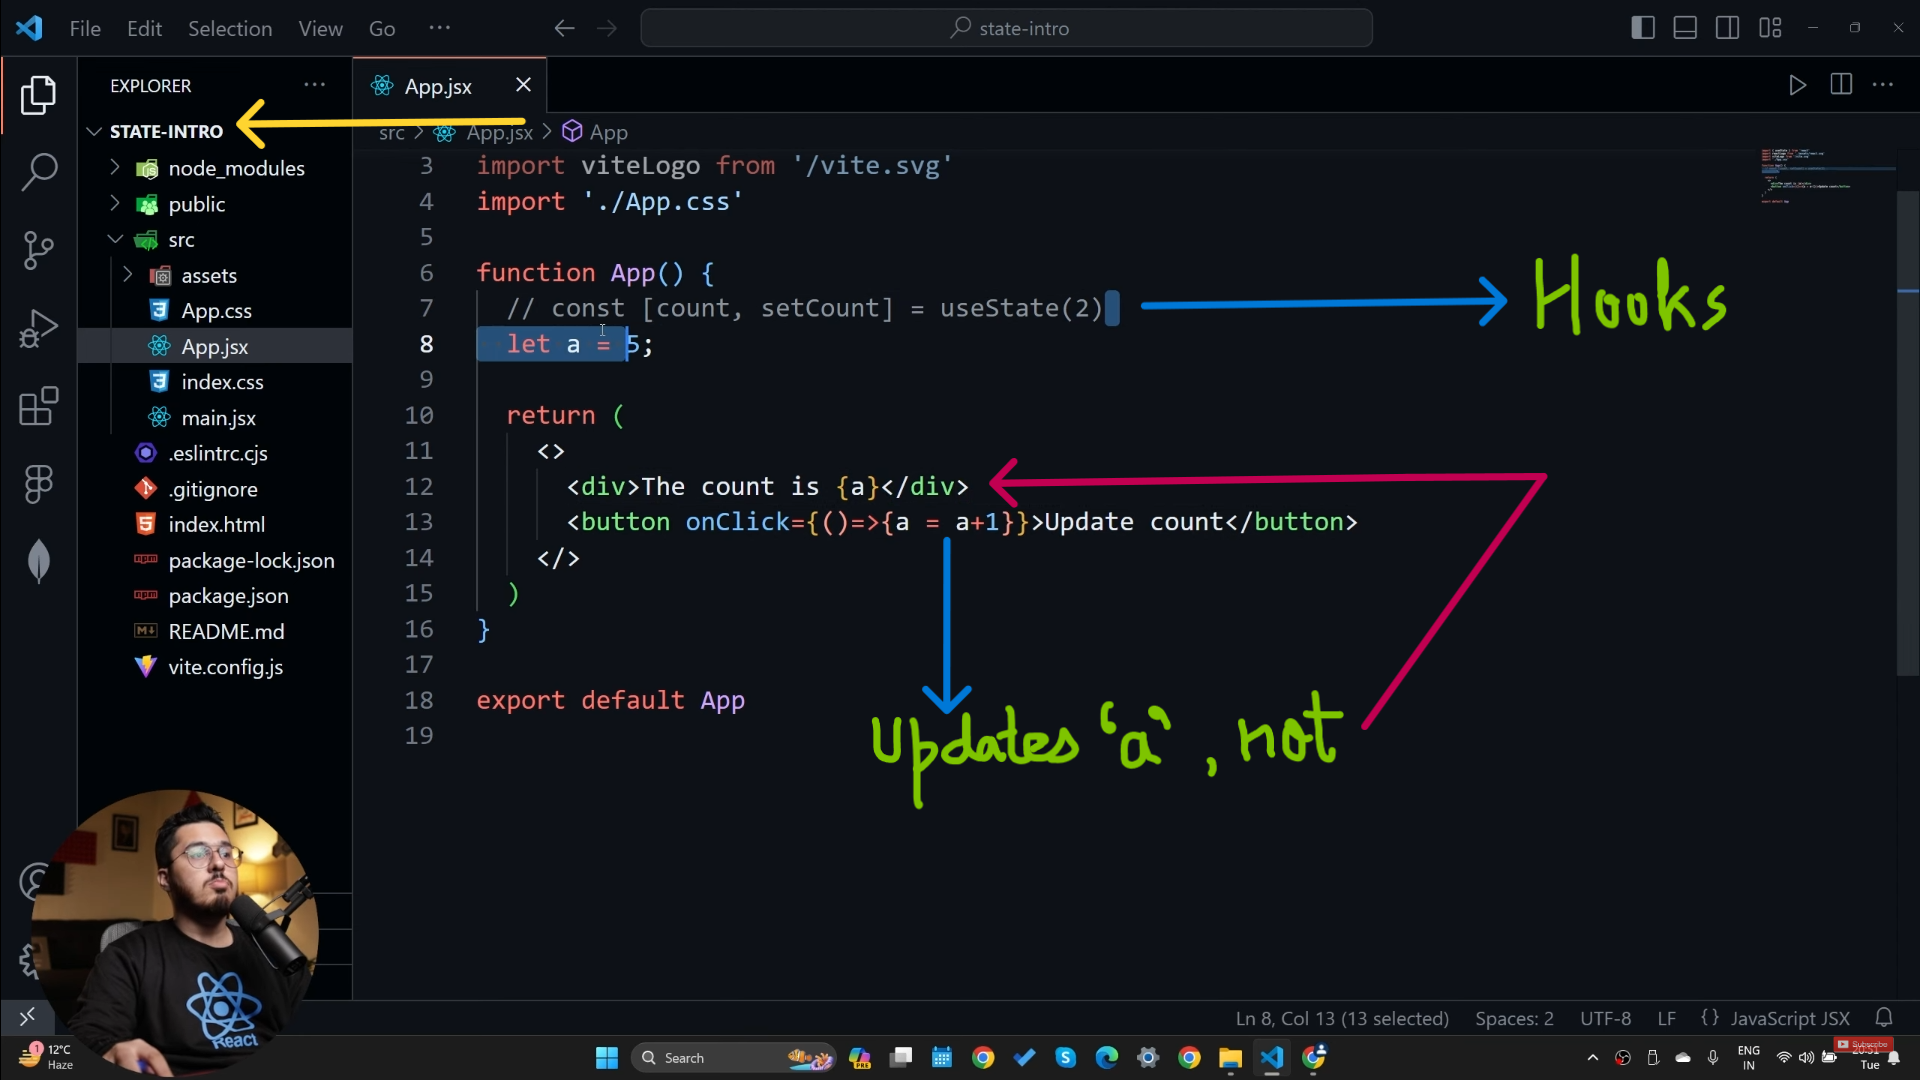 File Edit Selection View Go ···
state-intro
EXPLORER ···
STATE-INTRO
node_modules
public
src
assets
App.css
App.jsx
index.css
main.jsx
.eslintrc.cjs
.gitignore
index.html
package-lock.json
package.json
README.md
vite.config.js
App.jsx
src > App.jsx > App
3 import viteLogo from '/vite.svg'
4 import './App.css'
5
6 function App() {
7 // const [count, setCount] = useState(2)
8 let a = 5;
9
10 return (
11 <>
12 <div>The count is {a}</div>
13 <button onClick={()=>{a = a+1}}>Update count</button>
14 </>
15 )
16 }
17
18 export default App
19
Hooks
Updates 'a', not
React
Ln 8, Col 13 (13 selected) Spaces: 2 UTF-8 LF {} JavaScript JSX
1
12°C
Haze
Search
PRE
ENG
IN
Subscribe
Tue